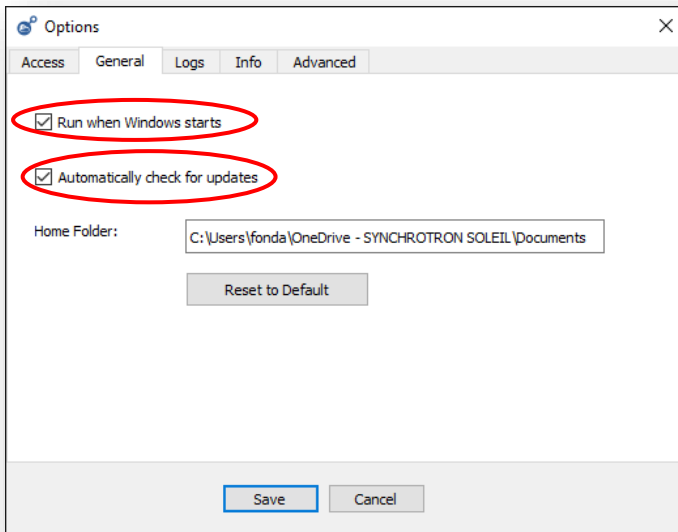 Options
Access General Logs Info Advanced
Run when Windows starts
Automatically check for updates
Home Folder: C:\Users\fonda\OneDrive - SYNCHROTRON SOLEIL\Documents
Reset to Default
Save Cancel